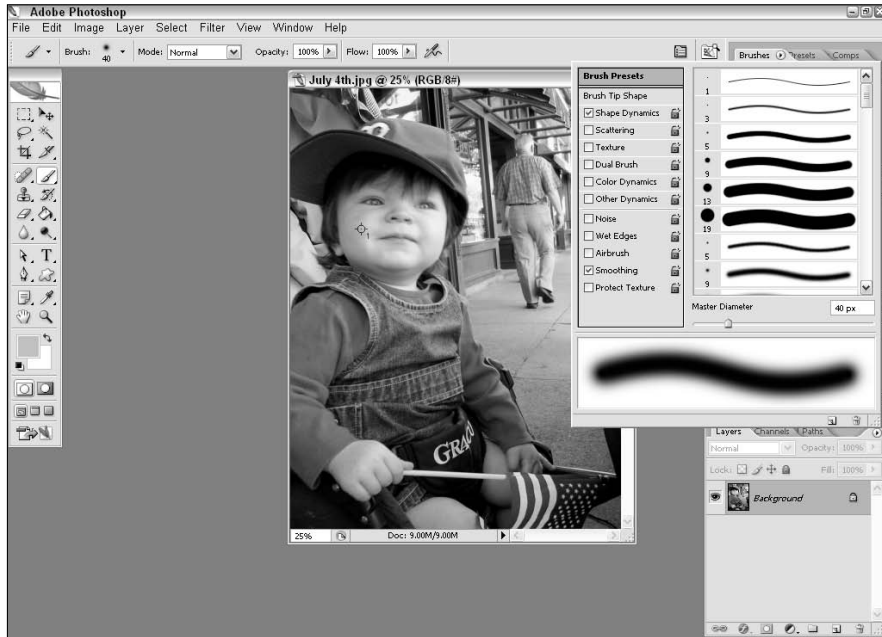 Adobe Photoshop
File Edit Image Layer Select Filter View Window Help
Brush: 40 Mode: Normal Opacity: 100% Flow: 100%
Brushes Presets Comps
July 4th.jpg @ 25% (RGB/8#)
Brush Presets
Brush Tip Shape
Shape Dynamics
Scattering
Texture
Dual Brush
Color Dynamics
Other Dynamics
Noise
Wet Edges
Airbrush
Smoothing
Protect Texture
1
3
5
9
13
19
5
9
Master Diameter 40 px
T
1
GRACO
Layers Channels Paths
Normal Opacity: 100%
Lock: Fill: 100%
Background
25% Doc: 9.00M/9.00M